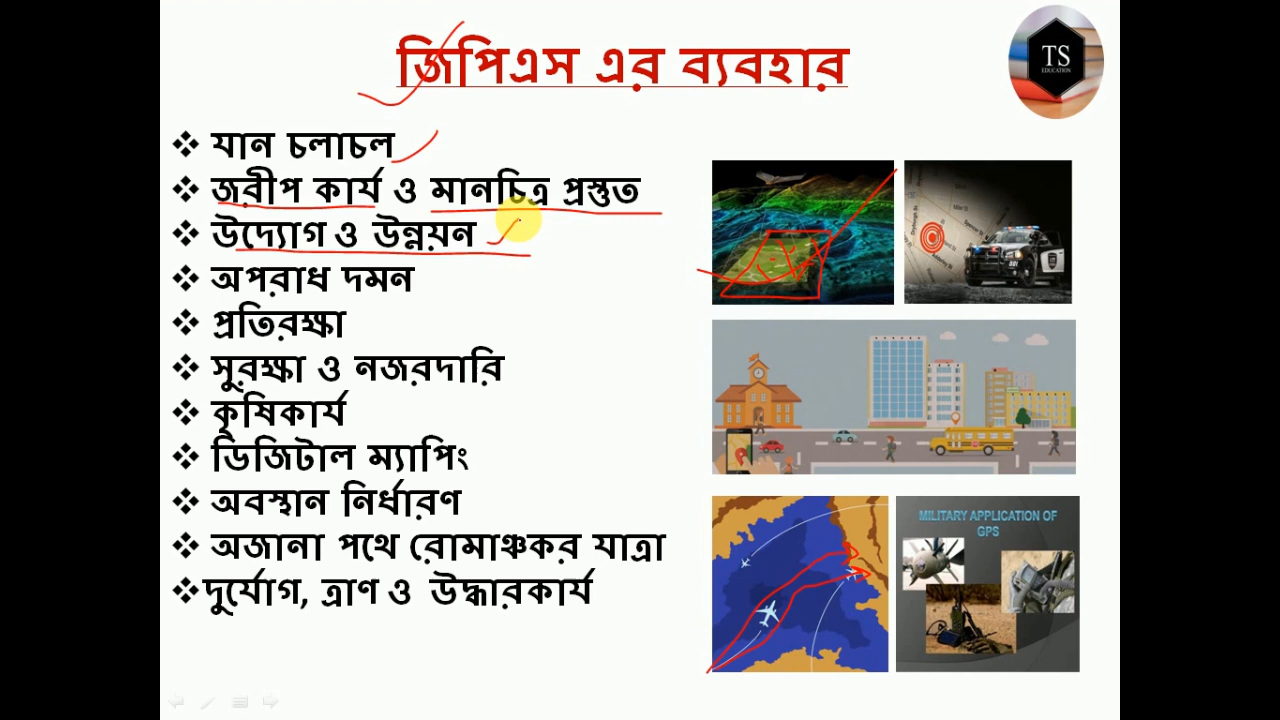 জিপিএস এর ব্যবহার
TS
EDUCATION
❖ যান চলাচল
❖ জরীপ কার্য ও মানচিত্র প্রস্তুত
❖ উদ্যোগ ও উন্নয়ন
❖ অপরাধ দমন
❖ প্রতিরক্ষা
❖ সুরক্ষা ও নজরদারি
❖ কৃষিকার্য
❖ ডিজিটাল ম্যাপিং
❖ অবস্থান নির্ধারণ
❖ অজানা পথে রোমাঞ্চকর যাত্রা
❖দুর্যোগ, ত্রাণ ও উদ্ধারকার্য
MILITARY APPLICATION OF
GPS